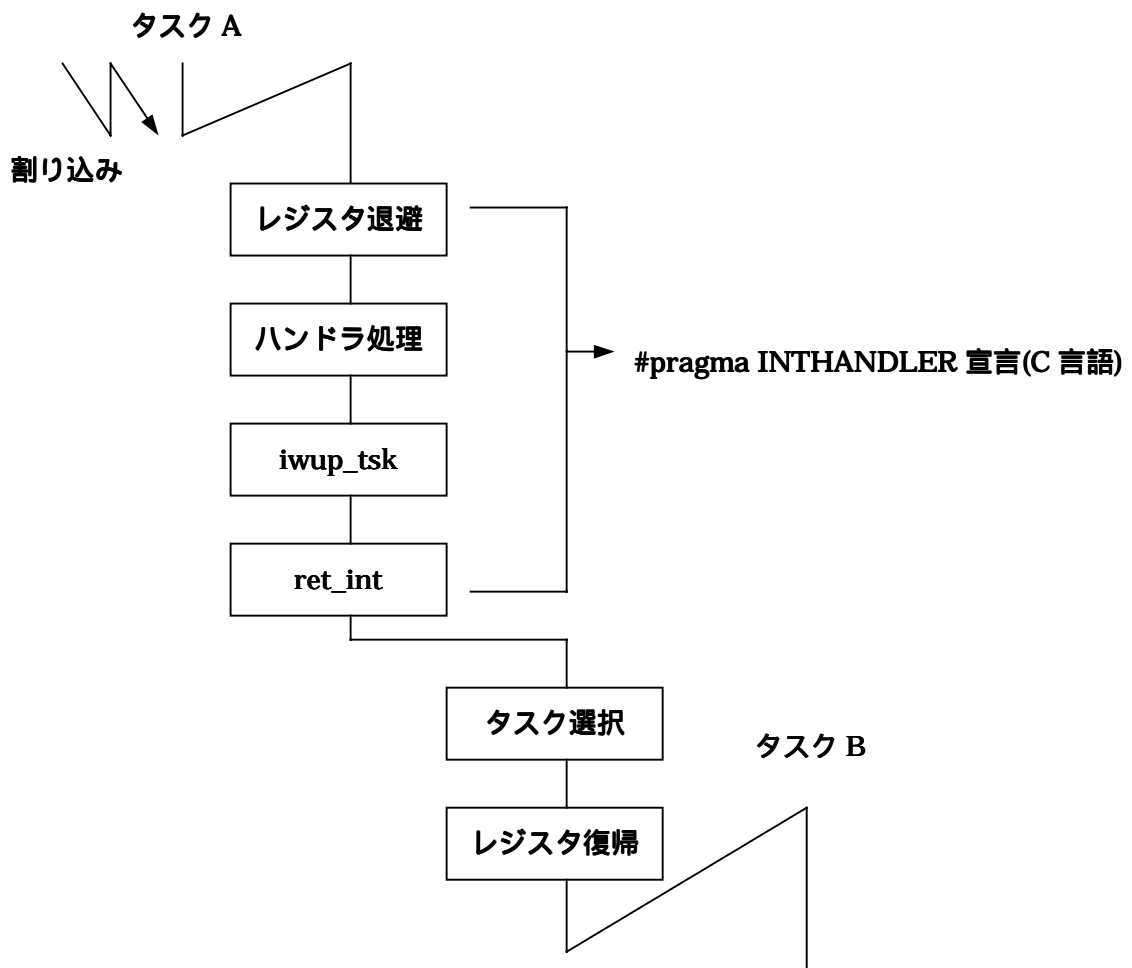 タスク A
割り込み
レジスタ退避
ハンドラ処理
#pragma INTHANDLER 宣言(C 言語)
iwup_tsk
ret_int
タスク選択
タスク B
レジスタ復帰